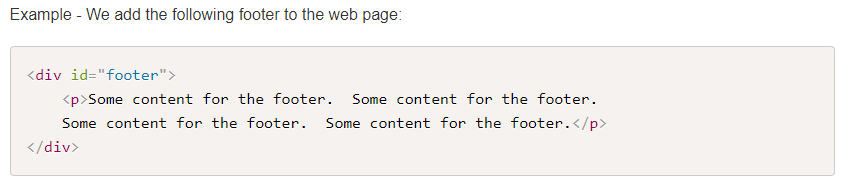 Example - We add the following footer to the web page:
<div id="footer">
    <p>Some content for the footer.  Some content for the footer.
    Some content for the footer.  Some content for the footer.</p>
</div>